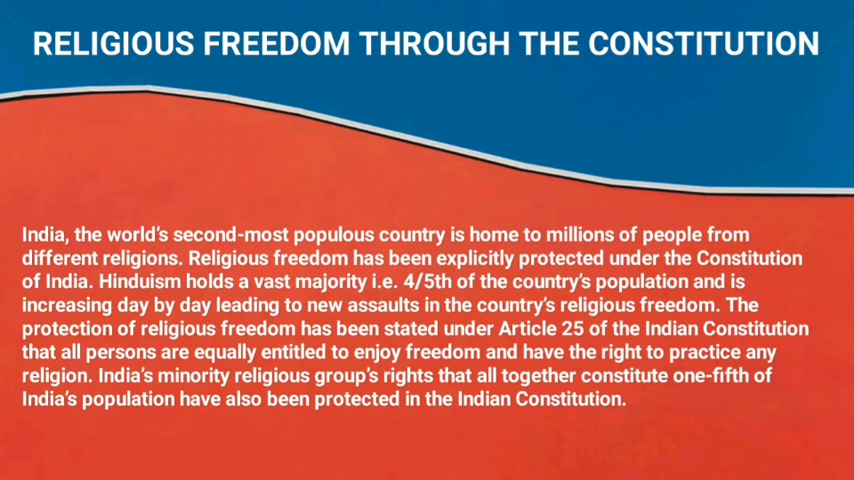 RELIGIOUS FREEDOM THROUGH THE CONSTITUTION
India, the world's second-most populous country is home to millions of people from
different religions. Religious freedom has been explicitly protected under the Constitution
of India. Hinduism holds a vast majority i.e. 4/5th of the country's population and is
increasing day by day leading to new assaults in the country's religious freedom. The
protection of religious freedom has been stated under Article 25 of the Indian Constitution
that all persons are equally entitled to enjoy freedom and have the right to practice any
religion. India's minority religious group's rights that all together constitute one-fifth of
India's population have also been protected in the Indian Constitution.